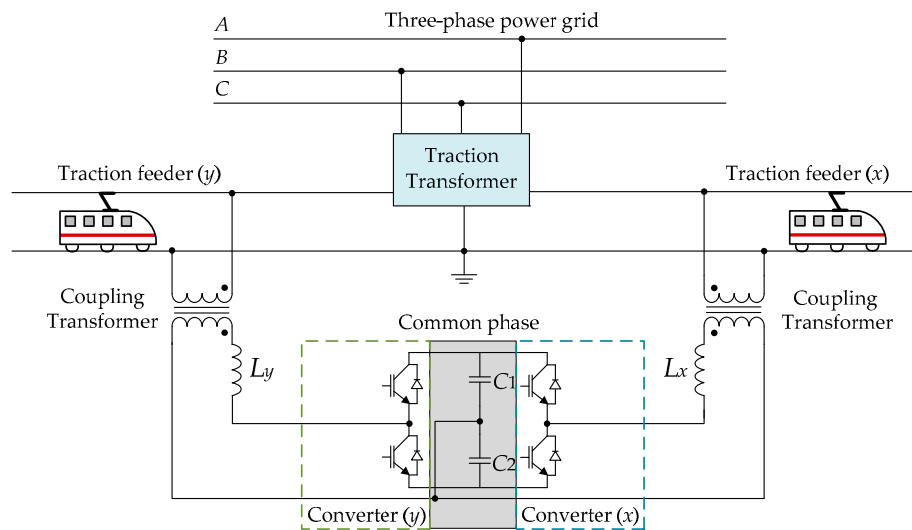 A
Three-phase power grid
B
C
Traction
Transformer
Traction feeder (y)
Traction feeder (x)
Coupling
Transformer
Coupling
Transformer
Common phase
Ly
Lx
C1
C2
Converter (y)
Converter (x)